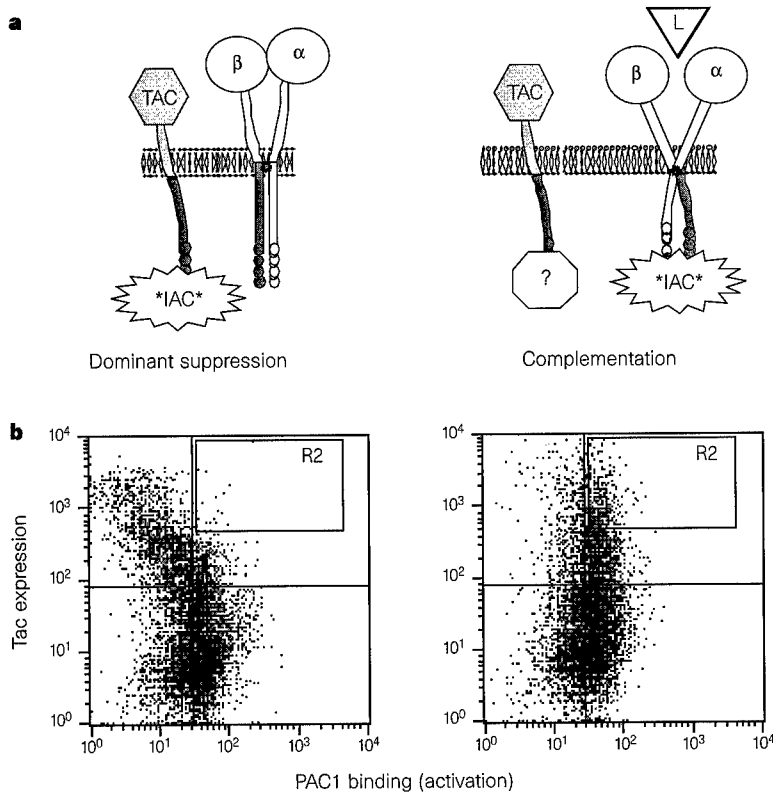 a
TAC
β
α
*IAC*
Dominant suppression
L
TAC
β
α
?
*IAC*
Complementation
b
Tac expression
10⁴
10³
10²
10¹
10⁰
R2
10⁰ 10¹ 10² 10³ 10⁴
10⁴
10³
10²
10¹
10⁰
R2
10⁰ 10¹ 10² 10³ 10⁴
PAC1 binding (activation)